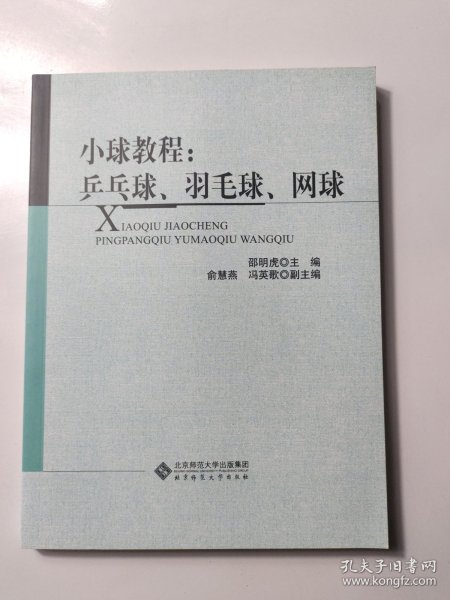 小球教程：
乒乓球、羽毛球、网球
XIAOQIU JIAOCHENG
PINGPANGQIU YUMAOQIU WANGQIU
邵明虎◎主 编
俞慧燕 冯英歌◎副主编
北京师范大学出版集团
北京师范大学出版社
孔夫子旧书网
www.kongfz.com